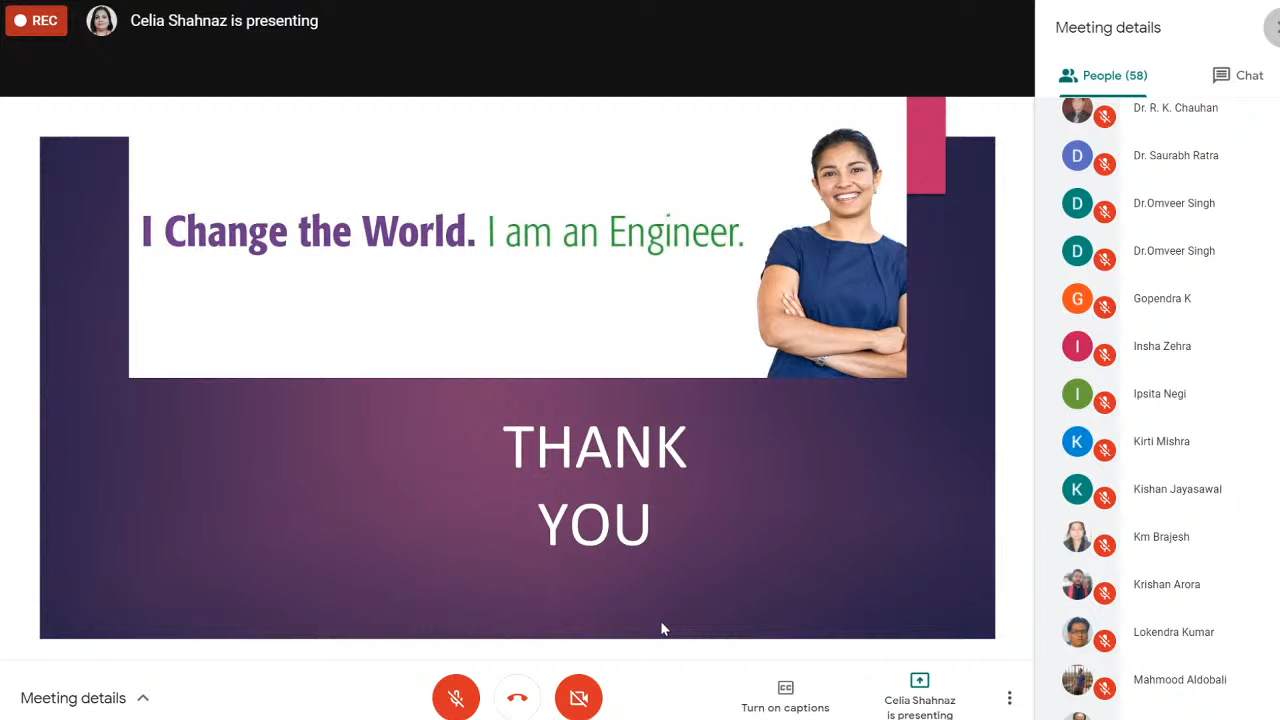 REC
Celia Shahnaz is presenting
Meeting details
People (58)
Chat
I Change the World. I am an Engineer.
THANK
YOU
Dr. R. K. Chauhan
D
Dr. Saurabh Ratra
D
Dr.Omveer Singh
D
Dr.Omveer Singh
G
Gopendra K
I
Insha Zehra
I
Ipsita Negi
K
Kirti Mishra
K
Kishan Jayasawal
Km Brajesh
Krishan Arora
Lokendra Kumar
Mahmood Aldobali
Meeting details
CC
Turn on captions
Celia Shahnaz
is presenting